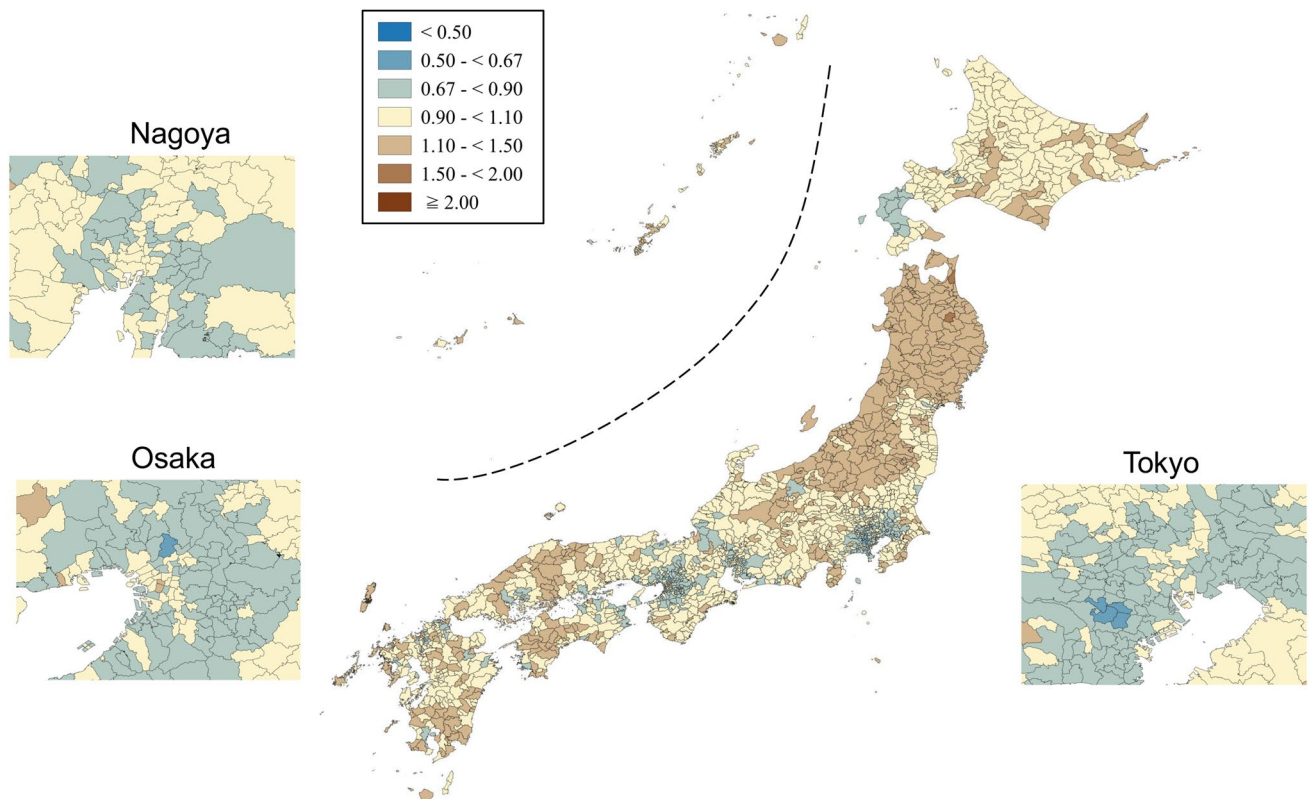 < 0.50
0.50 - < 0.67
0.67 - < 0.90
0.90 - < 1.10
1.10 - < 1.50
1.50 - < 2.00
≧ 2.00
Nagoya
Osaka
Tokyo